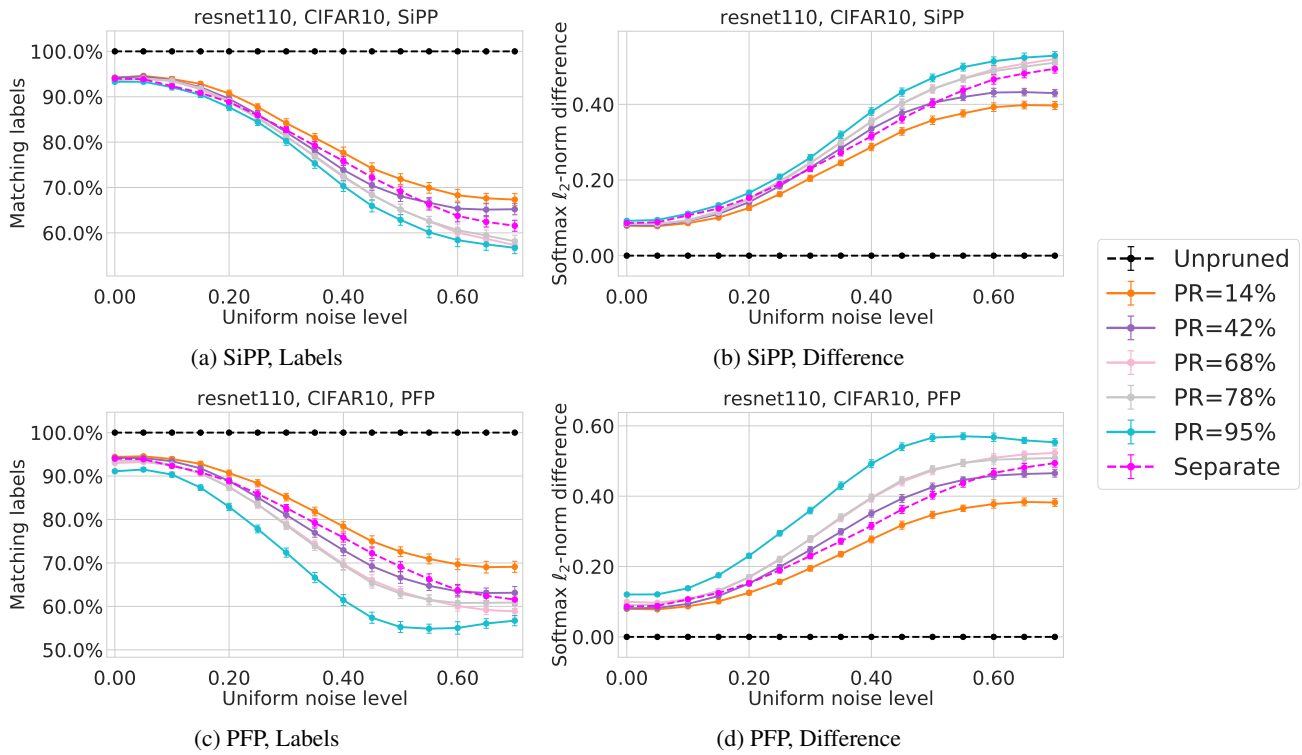 resnet110, CIFAR10, SiPP
Matching labels
100.0%
90.0%
80.0%
70.0%
60.0%
0.00 0.20 0.40 0.60
Uniform noise level
(a) SiPP, Labels
resnet110, CIFAR10, SiPP
Softmax ℓ2-norm difference
0.40
0.20
0.00
0.00 0.20 0.40 0.60
Uniform noise level
(b) SiPP, Difference
resnet110, CIFAR10, PFP
Matching labels
100.0%
90.0%
80.0%
70.0%
60.0%
50.0%
0.00 0.20 0.40 0.60
Uniform noise level
(c) PFP, Labels
resnet110, CIFAR10, PFP
Softmax ℓ2-norm difference
0.60
0.40
0.20
0.00
0.00 0.20 0.40 0.60
Uniform noise level
(d) PFP, Difference
Unpruned
PR=14%
PR=42%
PR=68%
PR=78%
PR=95%
Separate